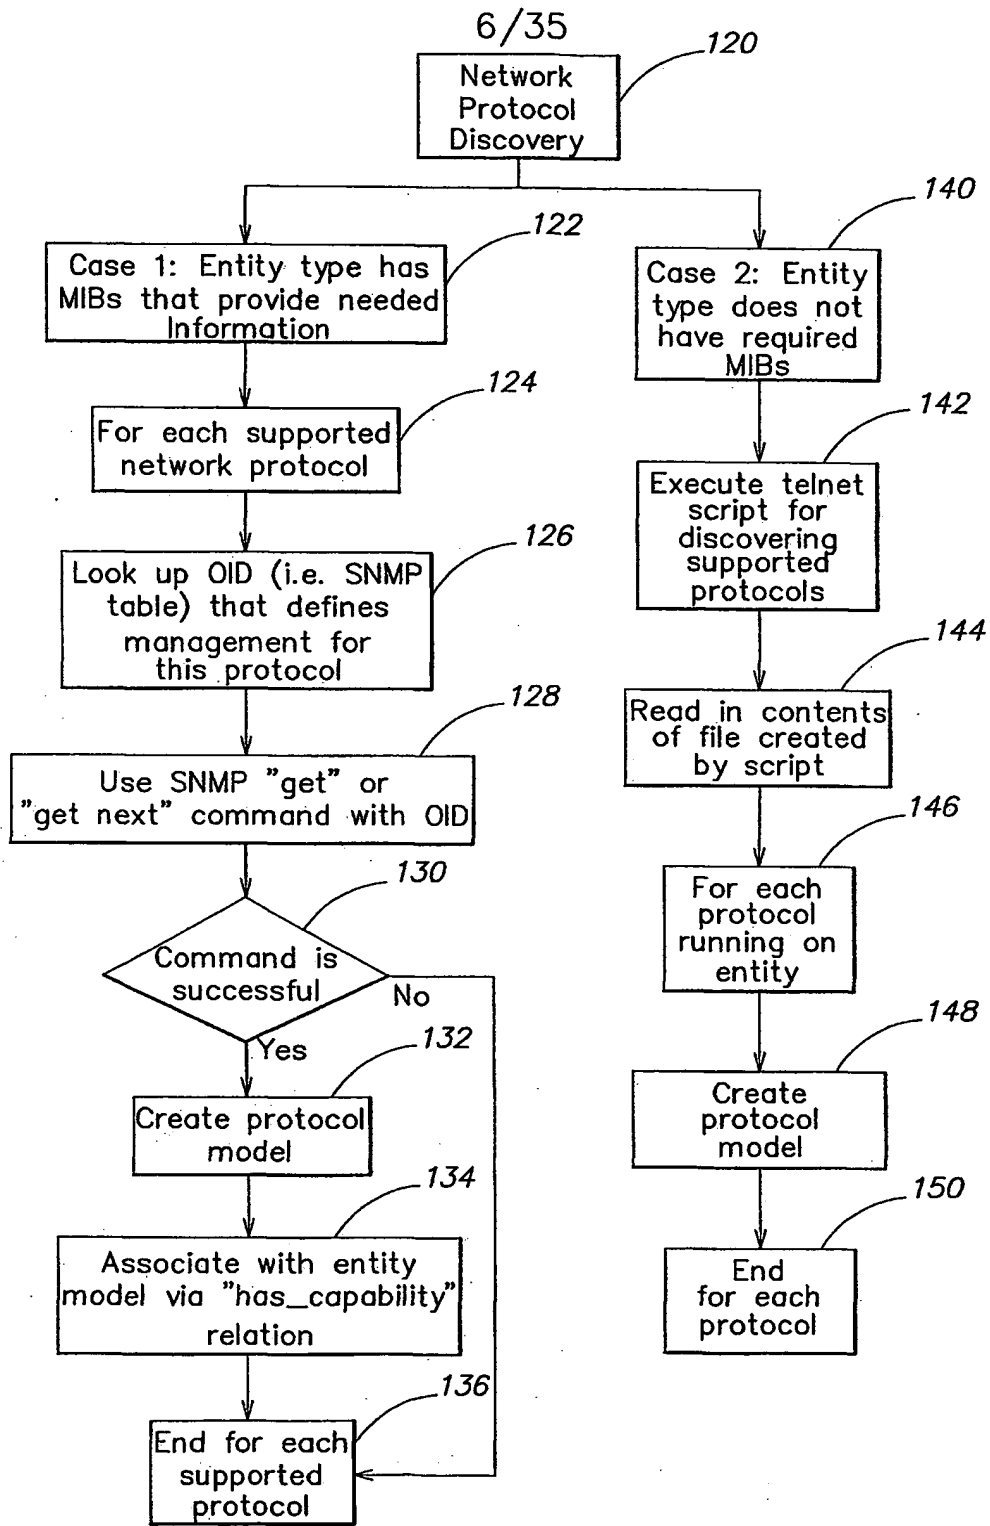 6/35
120
Network
Protocol
Discovery
122
Case 1: Entity type has
MIBs that provide needed
Information
124
For each supported
network protocol
126
Look up OID (i.e. SNMP
table) that defines
management for
this protocol
128
Use SNMP "get" or
"get next" command with OID
130
Command is
successful
No
Yes
132
Create protocol
model
134
Associate with entity
model via "has_capability"
relation
136
End for each
supported
protocol
140
Case 2: Entity
type does not
have required
MIBs
142
Execute telnet
script for
discovering
supported
protocols
144
Read in contents
of file created
by script
146
For each
protocol
running on
entity
148
Create
protocol
model
150
End
for each
protocol